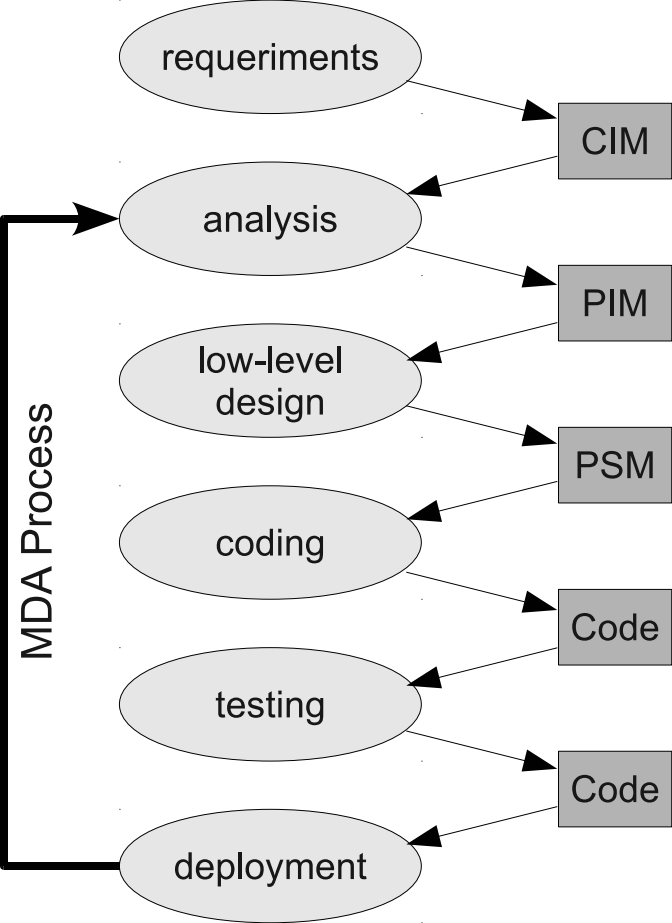 requeriments
CIM
analysis
PIM
low-level
design
PSM
coding
Code
testing
Code
deployment
MDA Process